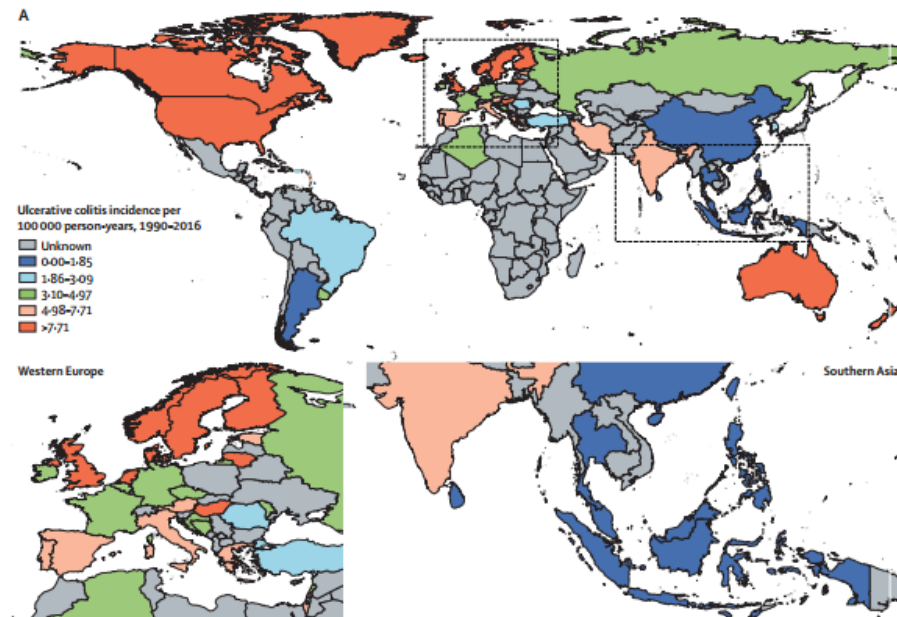 A
Ulcerative colitis incidence per
100 000 person-years, 1990–2016
Unknown
0·00–1·85
1·86–3·09
3·10–4·97
4·98–7·71
>7·71
Western Europe
Southern Asia